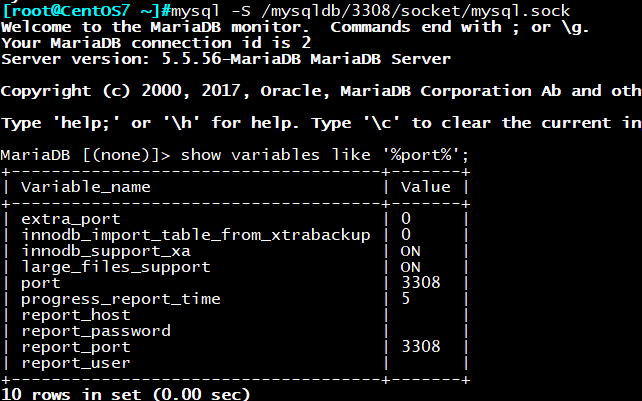 [root@CentOS7 ~]#mysql -S /mysqldb/3308/socket/mysql.sock
Welcome to the MariaDB monitor.  Commands end with ; or \g.
Your MariaDB connection id is 2
Server version: 5.5.56-MariaDB MariaDB Server
Copyright (c) 2000, 2017, Oracle, MariaDB Corporation Ab and oth
Type 'help;' or '\h' for help. Type '\c' to clear the current in
MariaDB [(none)]> show variables like '%port%';
+-------------------------------------+-------+
| Variable_name                       | Value |
+-------------------------------------+-------+
| extra_port                          | 0     |
| innodb_import_table_from_xtrabackup | 0     |
| innodb_support_xa                   | ON    |
| large_files_support                 | ON    |
| port                                | 3308  |
| progress_report_time                | 5     |
| report_host                         |       |
| report_password                     |       |
| report_port                         | 3308  |
| report_user                         |       |
+-------------------------------------+-------+
10 rows in set (0.00 sec)